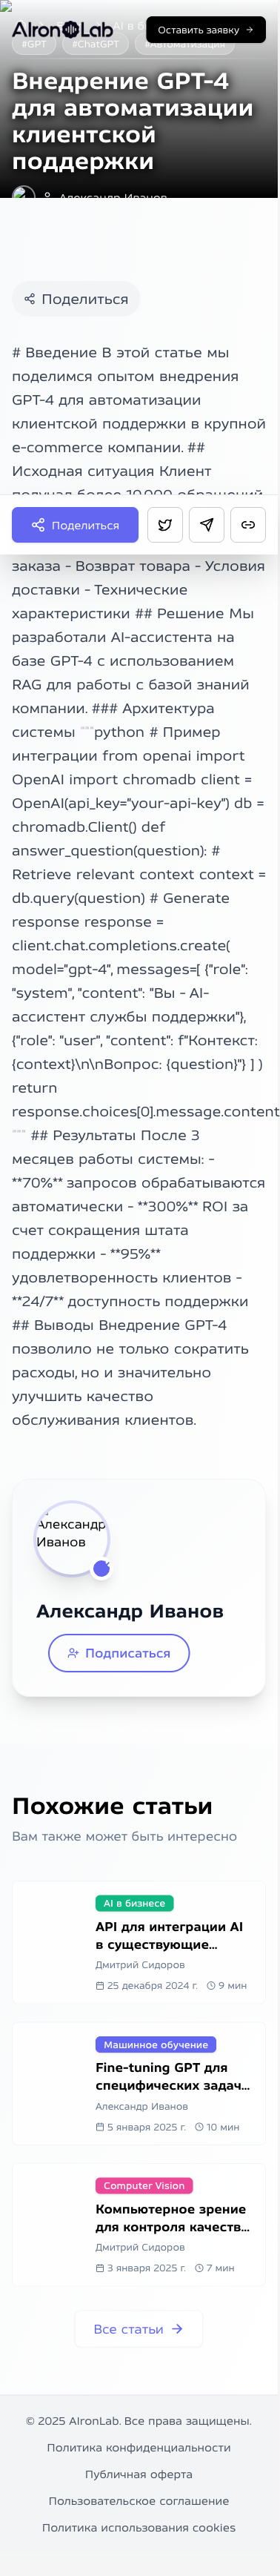 AIronLab
AI в б
Оставить заявку →
#GPT
#ChatGPT
#Автоматизация
Внедрение GPT-4
для автоматизации
клиентской
поддержки
Александр Иванов
Поделиться
# Введение В этой статье мы
поделимся опытом внедрения
GPT-4 для автоматизации
клиентской поддержки в крупной
e-commerce компании. ##
Исходная ситуация Клиент
получал более 10,000 обращений
Поделиться
заказа - Возврат товара - Условия
доставки - Технические
характеристики ## Решение Мы
разработали AI-ассистента на
базе GPT-4 с использованием
RAG для работы с базой знаний
компании. ### Архитектура
системы ```python # Пример
интеграции from openai import
OpenAI import chromadb client =
OpenAI(api_key="your-api-key") db =
chromadb.Client() def
answer_question(question): #
Retrieve relevant context context =
db.query(question) # Generate
response response =
client.chat.completions.create(
model="gpt-4", messages=[ {"role":
"system", "content": "Вы - AI-
ассистент службы поддержки"},
{"role": "user", "content": f"Контекст:
{context}\n\nВопрос: {question}"} ] )
return
response.choices[0].message.content
``` ## Результаты После 3
месяцев работы системы: -
**70%** запросов обрабатываются
автоматически - **300%** ROI за
счет сокращения штата
поддержки - **95%**
удовлетворенность клиентов -
**24/7** доступность поддержки
## Выводы Внедрение GPT-4
позволило не только сократить
расходы, но и значительно
улучшить качество
обслуживания клиентов.
Александр
Иванов
Александр Иванов
Подписаться
Похожие статьи
Вам также может быть интересно
AI в бизнесе
API для интеграции AI
в существующие...
Дмитрий Сидоров
25 декабря 2024 г. 9 мин
Машинное обучение
Fine-tuning GPT для
специфических задач...
Александр Иванов
5 января 2025 г. 10 мин
Computer Vision
Компьютерное зрение
для контроля качеств...
Дмитрий Сидоров
3 января 2025 г. 7 мин
Все статьи →
© 2025 AIronLab. Все права защищены.
Политика конфиденциальности
Публичная оферта
Пользовательское соглашение
Политика использования cookies